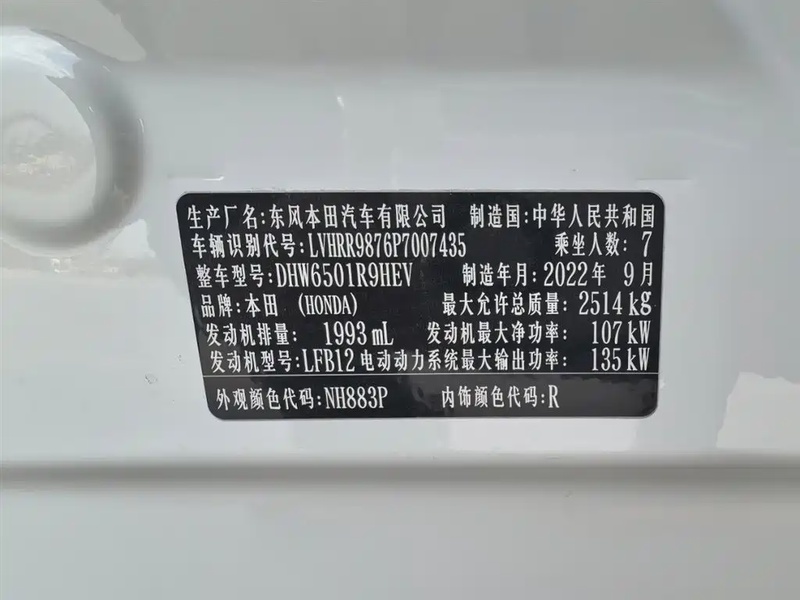 生产厂名:东风本田汽车有限公司 制造国:中华人民共和国
车辆识别代号:LVHRR9876P7007435 乘坐人数:7
整车型号:DHW6501R9HEV 制造年月:2022年 9月
品牌:本田 (HONDA) 最大允许总质量:2514kg
发动机排量: 1993mL 发动机最大净功率: 107kW
发动机型号:LFB12 电动动力系统最大输出功率: 135kW
外观颜色代码:NH883P 内饰颜色代码:R